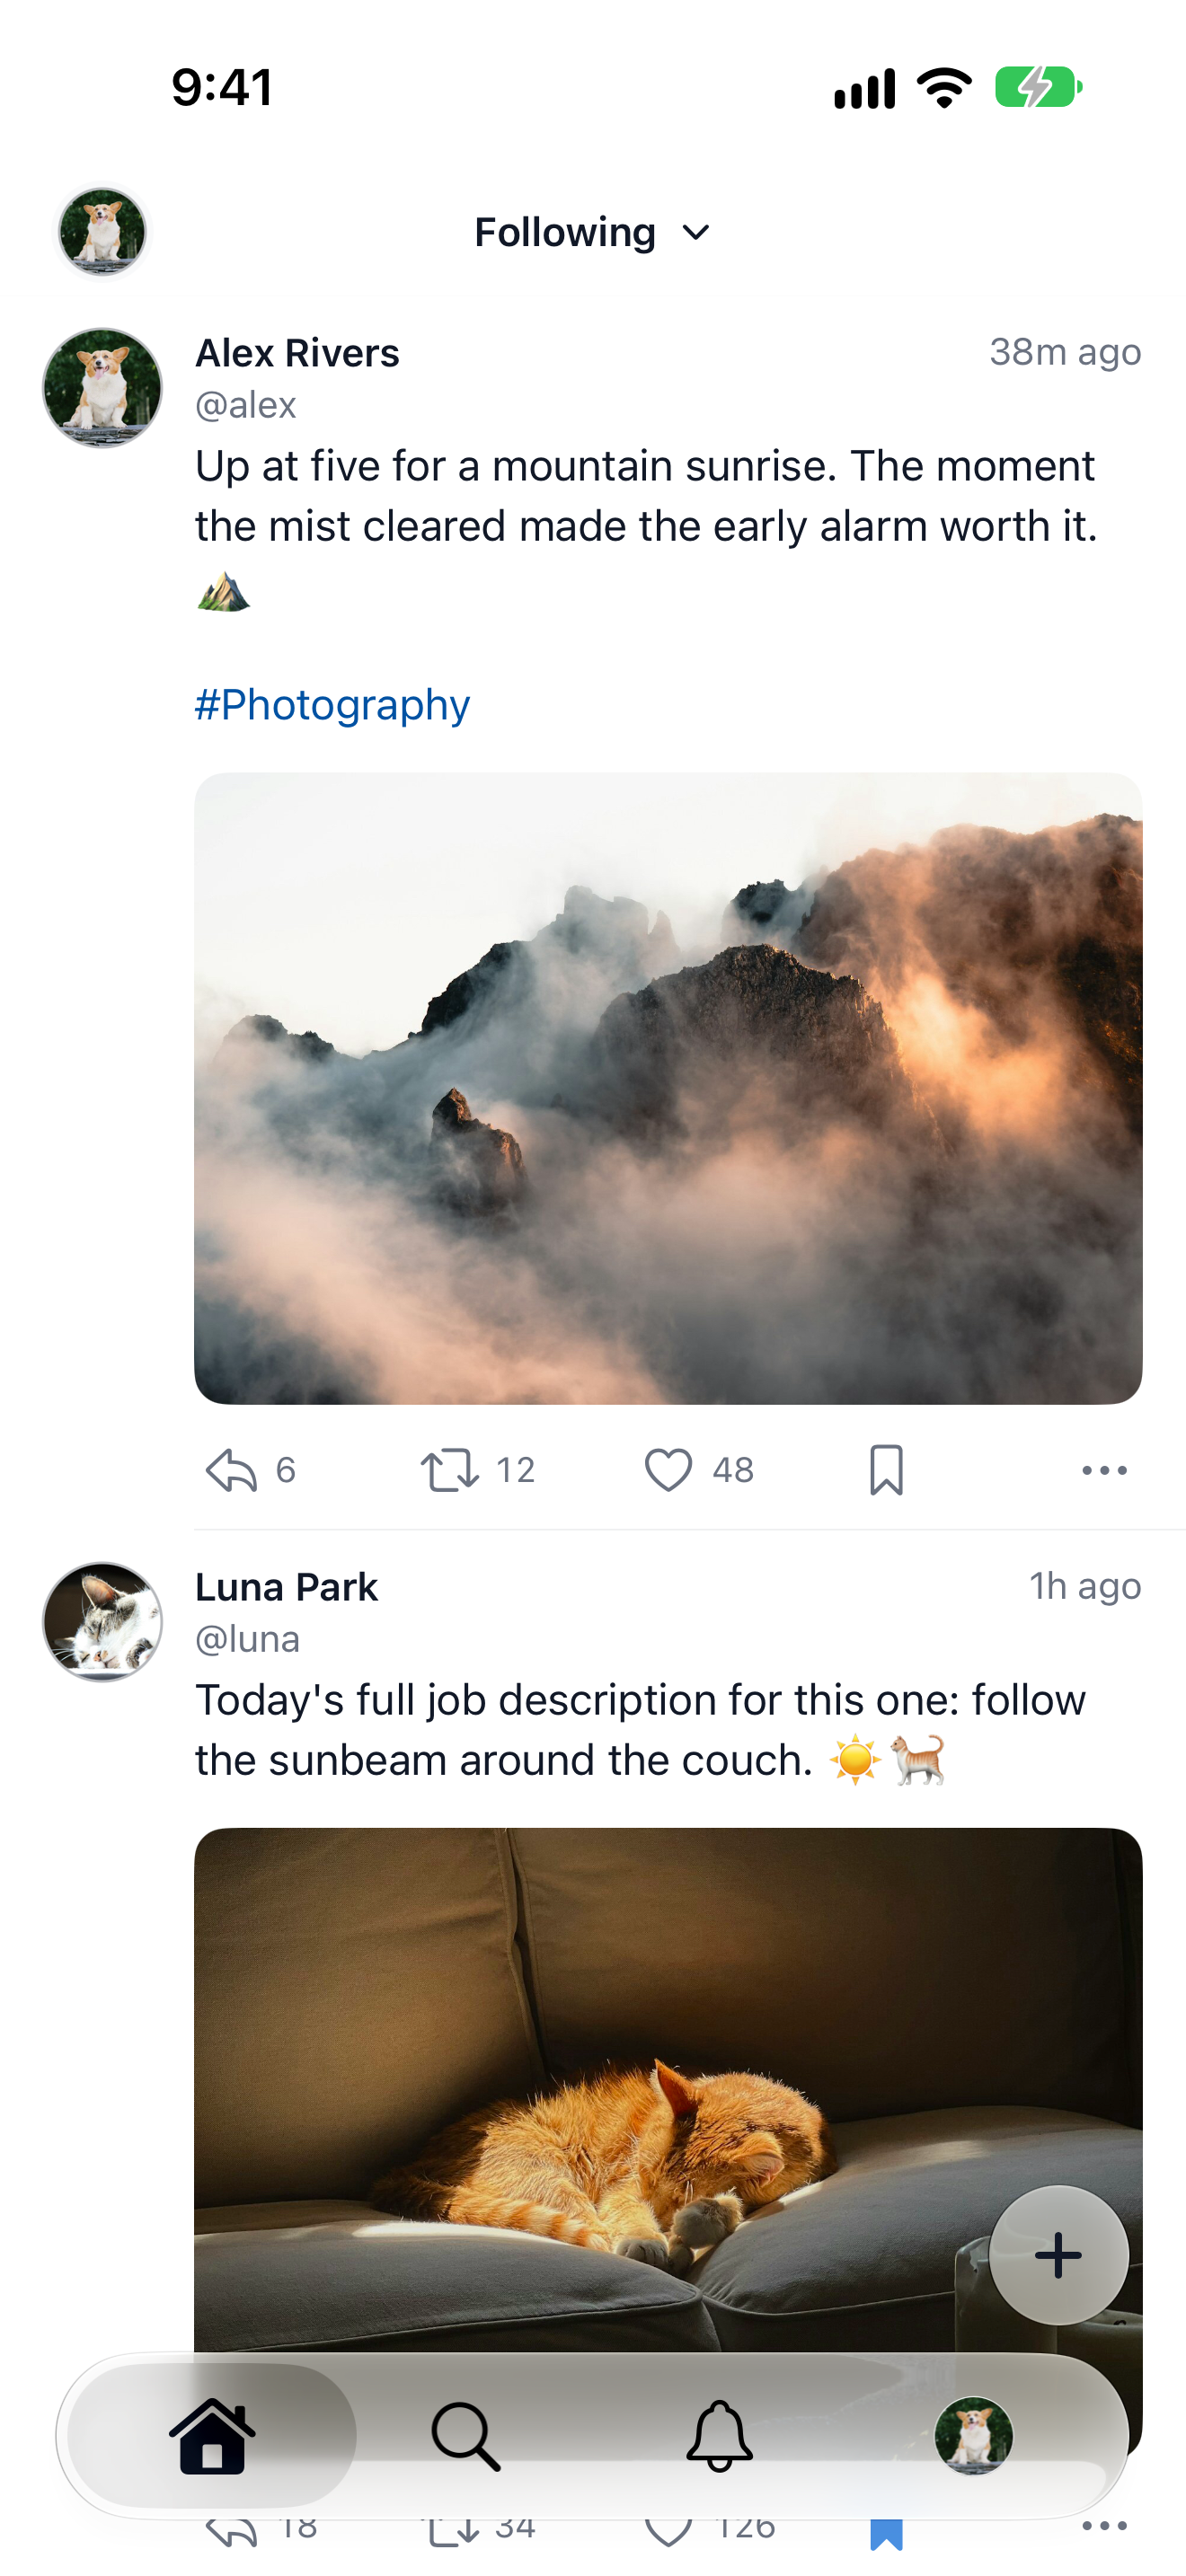 9:41
Following
Alex Rivers
38m ago
@alex
Up at five for a mountain sunrise. The moment
the mist cleared made the early alarm worth it.
⛰️
#Photography
6
12
48
Luna Park
1h ago
@luna
Today's full job description for this one: follow
the sunbeam around the couch. ☀️🐈
18
34
126